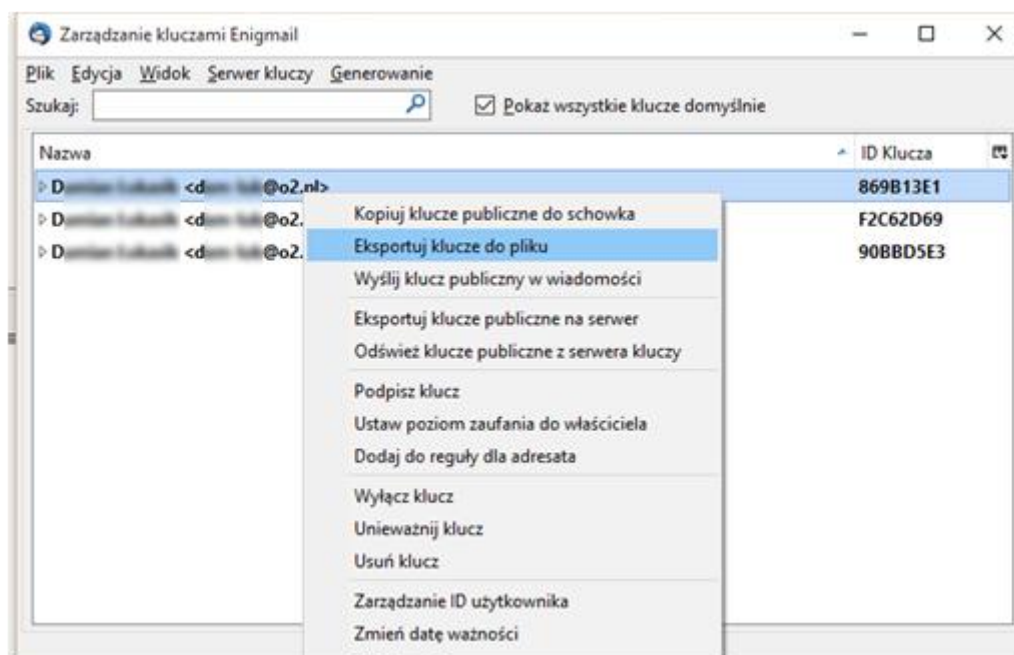 Zarządzanie kluczami Enigmail
Plik Edycja Widok Serwer kluczy Generowanie
Szukaj: Pokaż wszystkie klucze domyślnie
Nazwa ID Klucza
D <d @o2.nl> 869B13E1
D <d @o2. F2C62D69
D <d @o2. 90BBD5E3
Kopiuj klucze publiczne do schowka
Eksportuj klucze do pliku
Wyślij klucz publiczny w wiadomości
Eksportuj klucze publiczne na serwer
Odśwież klucze publiczne z serwera kluczy
Podpisz klucz
Ustaw poziom zaufania do właściciela
Dodaj do reguły dla adresata
Wyłącz klucz
Unieważnij klucz
Usuń klucz
Zarządzanie ID użytkownika
Zmień datę ważności